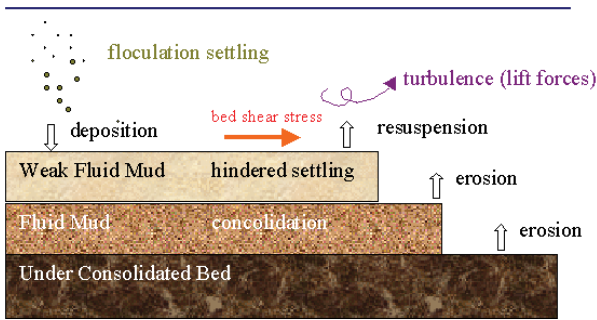 floculation settling
turbulence (lift forces)
bed shear stress
deposition
resuspension
Weak Fluid Mud hindered settling
erosion
Fluid Mud concolidation
erosion
Under Consolidated Bed